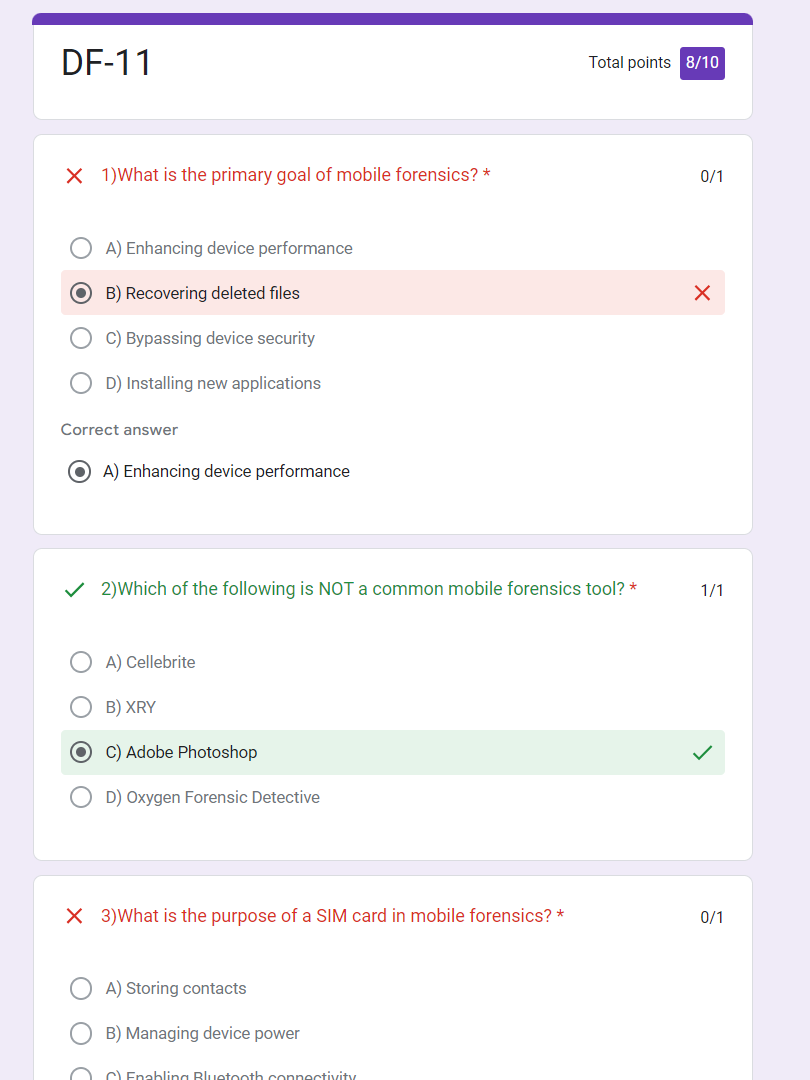 DF-11
Total points 8/10
1)What is the primary goal of mobile forensics? *
0/1
A) Enhancing device performance
B) Recovering deleted files
C) Bypassing device security
D) Installing new applications
Correct answer
A) Enhancing device performance
2)Which of the following is NOT a common mobile forensics tool? *
1/1
A) Cellebrite
B) XRY
C) Adobe Photoshop
D) Oxygen Forensic Detective
3)What is the purpose of a SIM card in mobile forensics? *
0/1
A) Storing contacts
B) Managing device power
C) Enabling Bluetooth connectivity